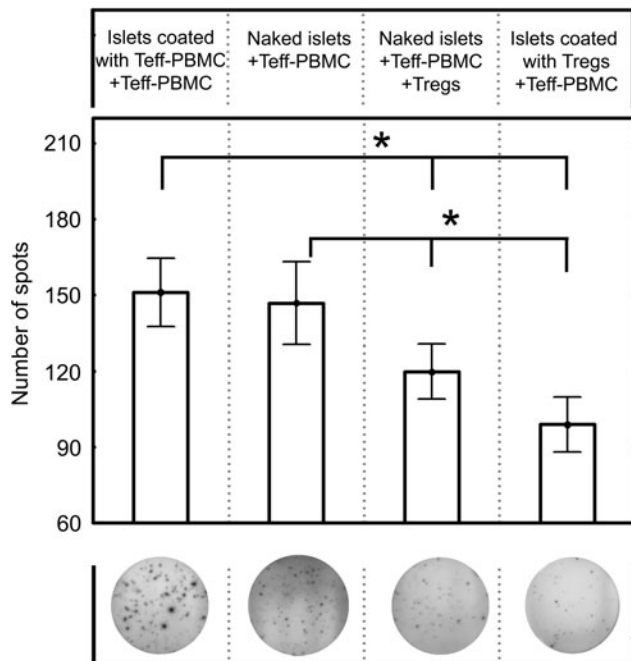 Islets coated
with Teff-PBMC
+Teff-PBMC
Naked islets
+Teff-PBMC
Naked islets
+Teff-PBMC
+Tregs
Islets coated
with Tregs
+Teff-PBMC
Number of spots
210
180
150
120
90
60
*
*